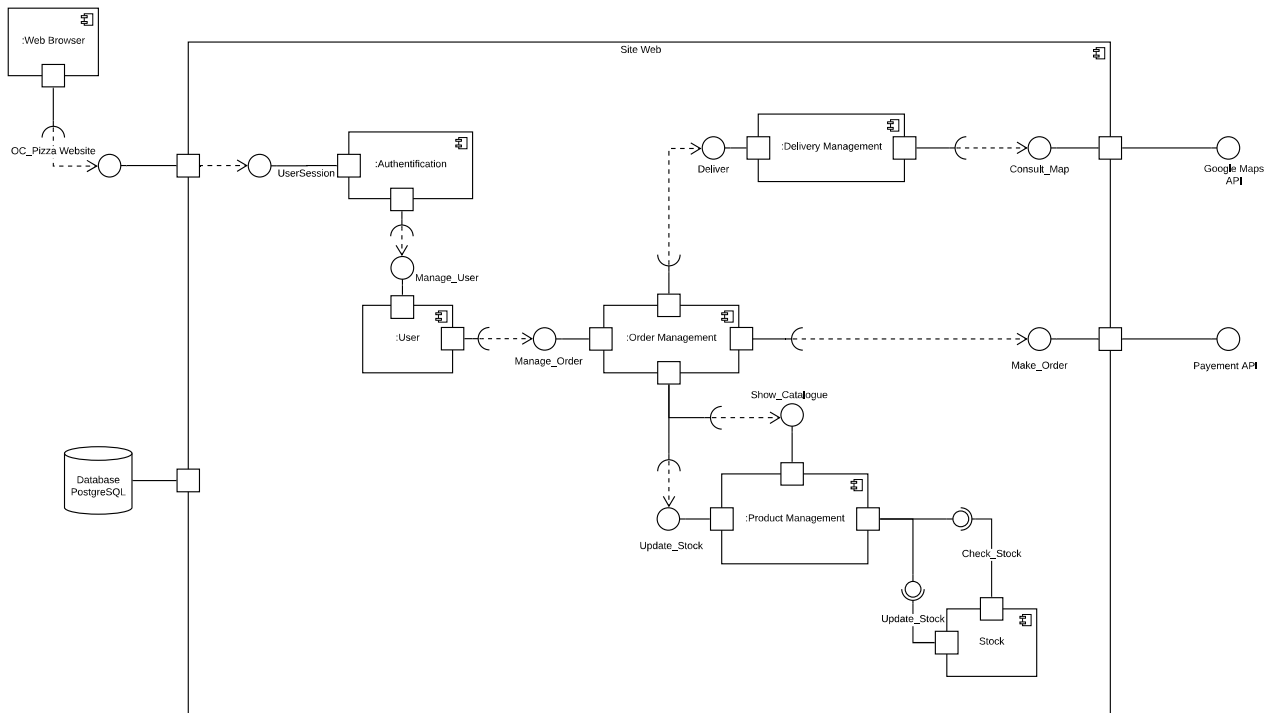 :Web Browser
Site Web
OC_Pizza Website
UserSession
:Authentification
Deliver
:Delivery Management
Consult_Map
Google Maps
API
Manage_User
:User
Manage_Order
:Order Management
Make_Order
Payement API
Show_Catalogue
Database
PostgreSQL
:Product Management
Update_Stock
Check_Stock
Update_Stock
Stock